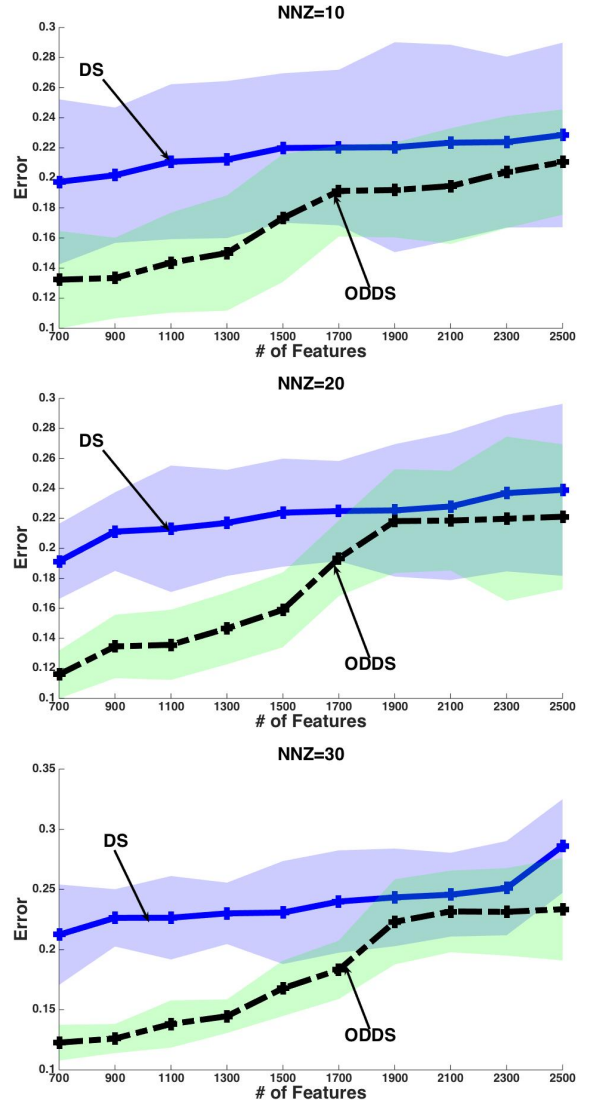 NNZ=10
0.3
0.28
0.26
0.24
0.22
0.2
0.18
0.16
0.14
0.12
0.1
Error
DS
ODDS
700 900 1100 1300 1500 1700 1900 2100 2300 2500
# of Features
NNZ=20
0.3
0.28
0.26
0.24
0.22
0.2
0.18
0.16
0.14
0.12
0.1
Error
DS
ODDS
700 900 1100 1300 1500 1700 1900 2100 2300 2500
# of Features
NNZ=30
0.35
0.3
0.25
0.2
0.15
0.1
Error
DS
ODDS
700 900 1100 1300 1500 1700 1900 2100 2300 2500
# of Features